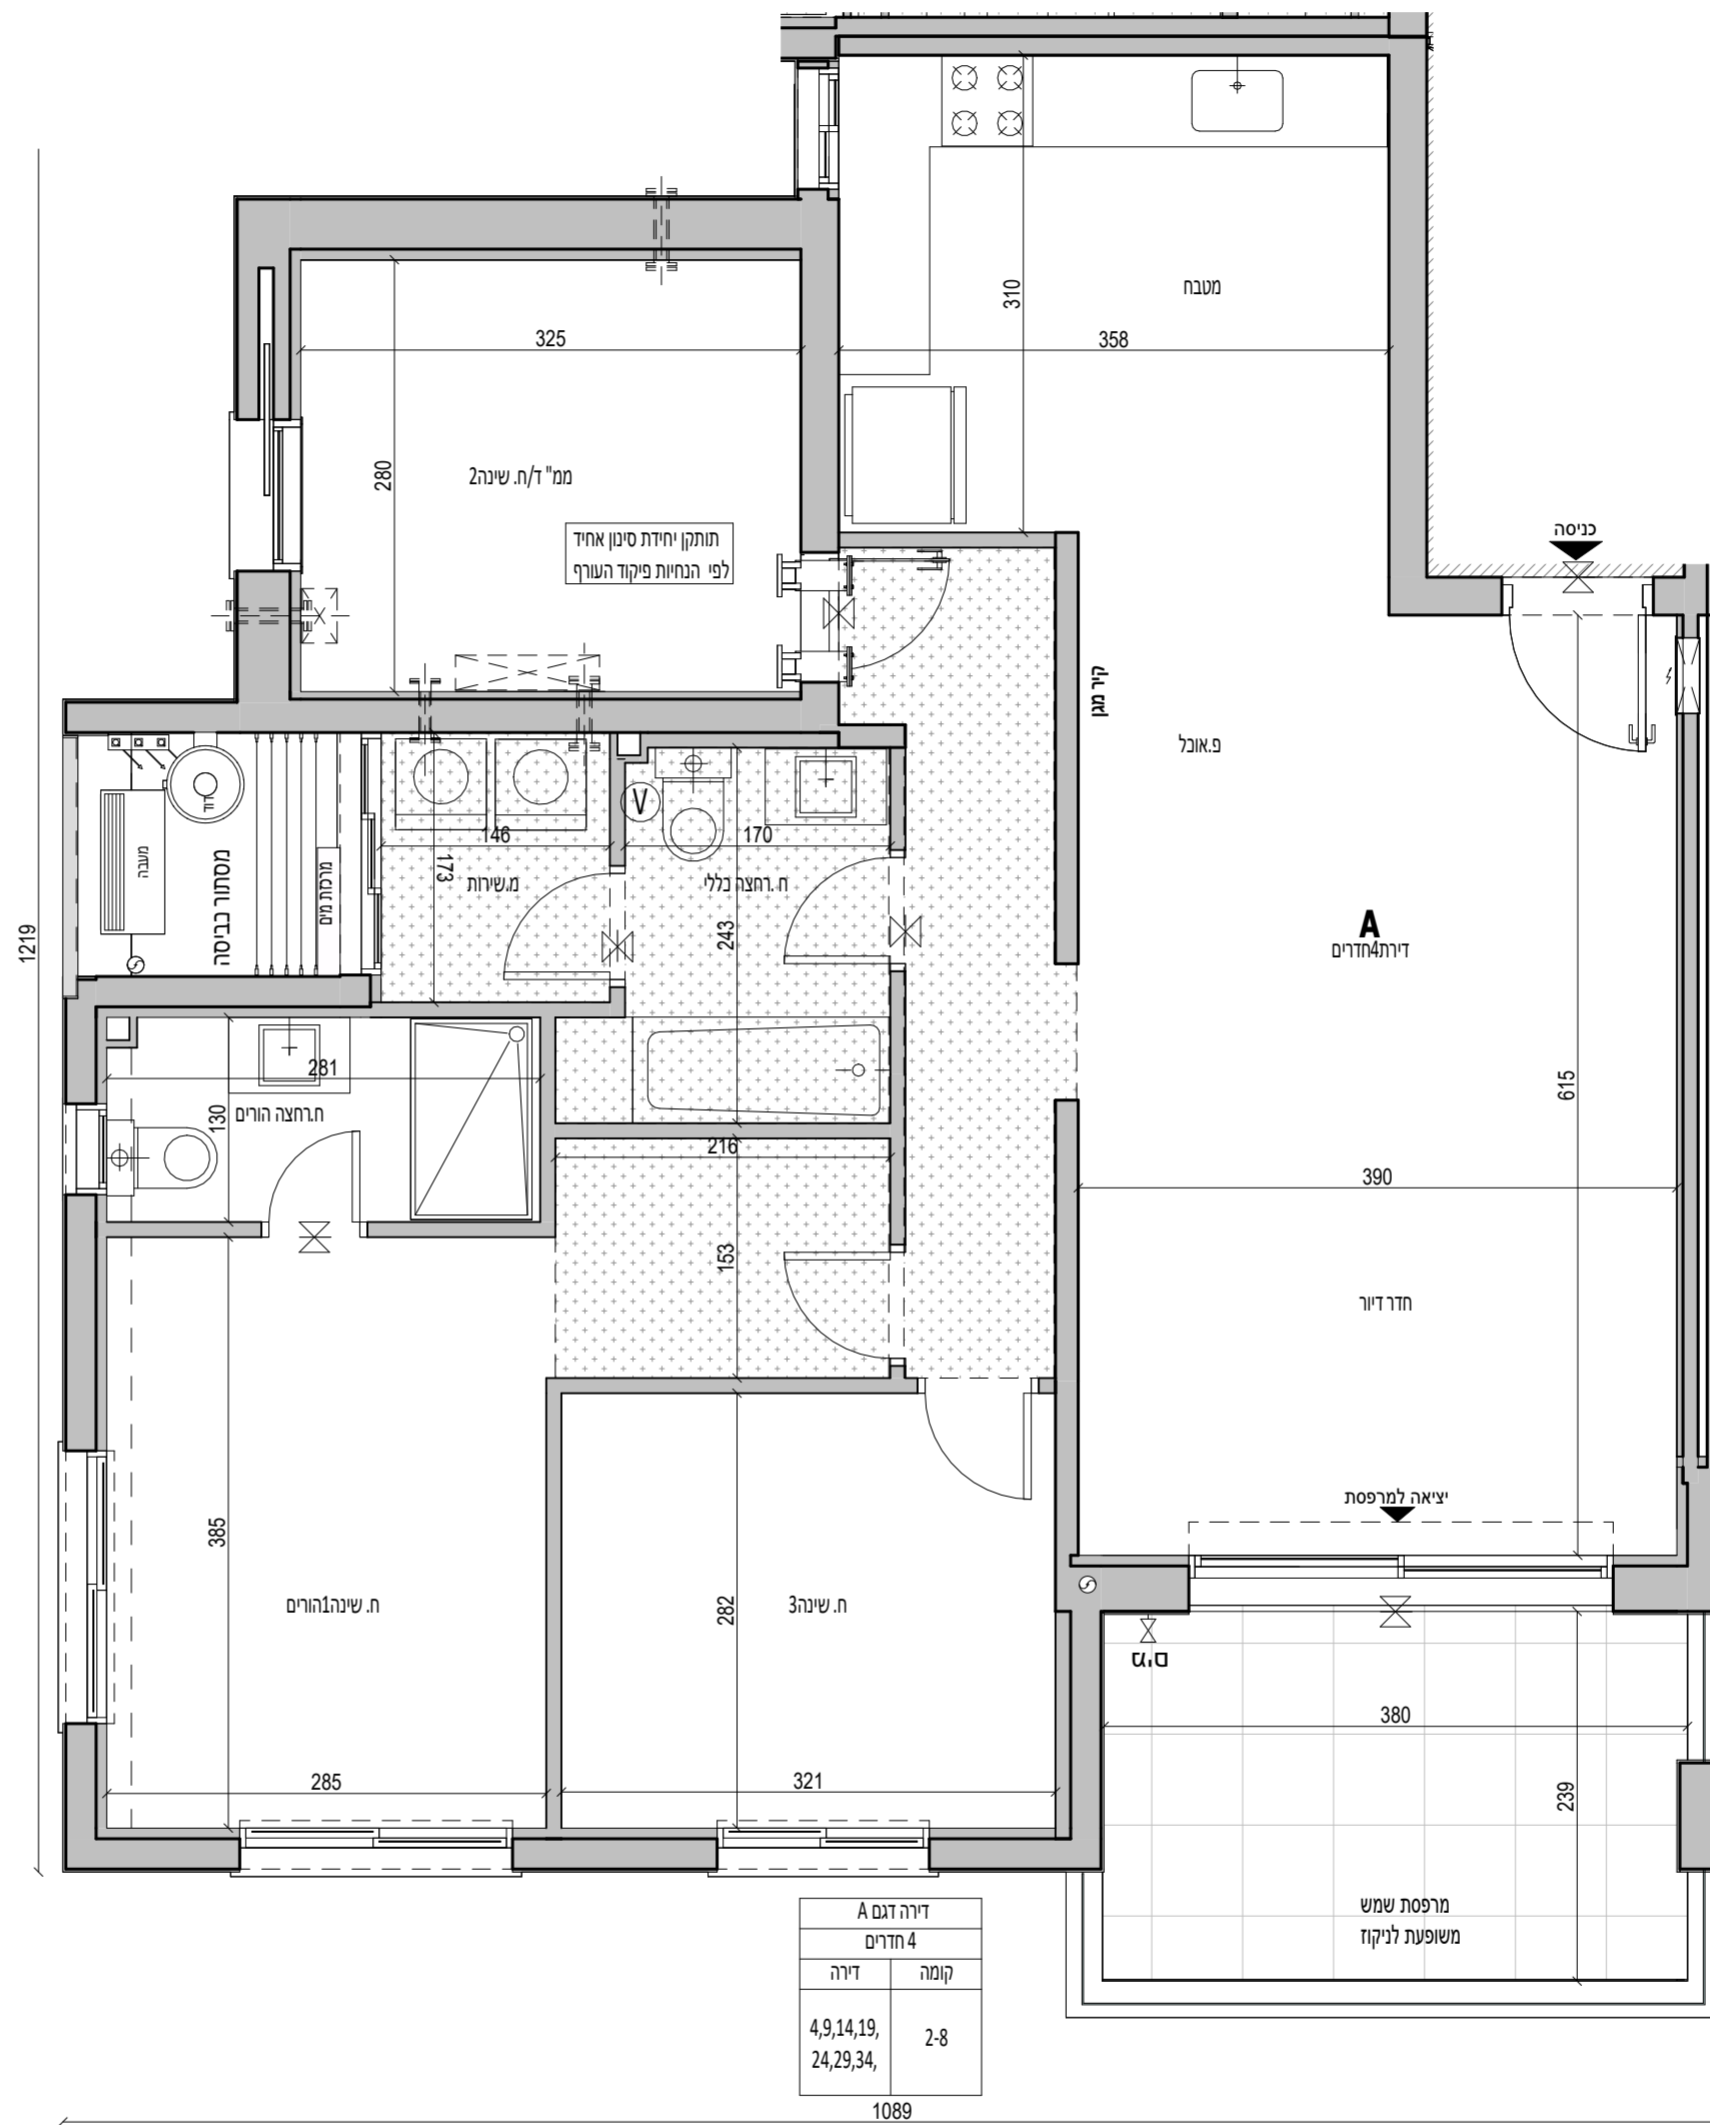 מטבח
310
358
325
280
ממ" ד/ח. שינה2
תותקן יחידת סינון אחיד
לפי הנחיות פיקוד העורף
כניסה
קיר מגן
פ.אוכל
A
דירת4חדרים
615
390
חדר דיור
יציאה למרפסת
מים
380
239
מרפסת שמש
משופעת לניקוז
דוד
מעבה
מסתור כביסה
מרכזת מים
146
173
מ.שירות
V
170
ח .רחצה כללי
243
1219
281
130
ח.רחצה הורים
216
153
385
ח. שינה1הורים
285
282
ח. שינה3
321
דירה דגם A
4 חדרים
קומה דירה
2-8
4,9,14,19,
24,29,34,
1089